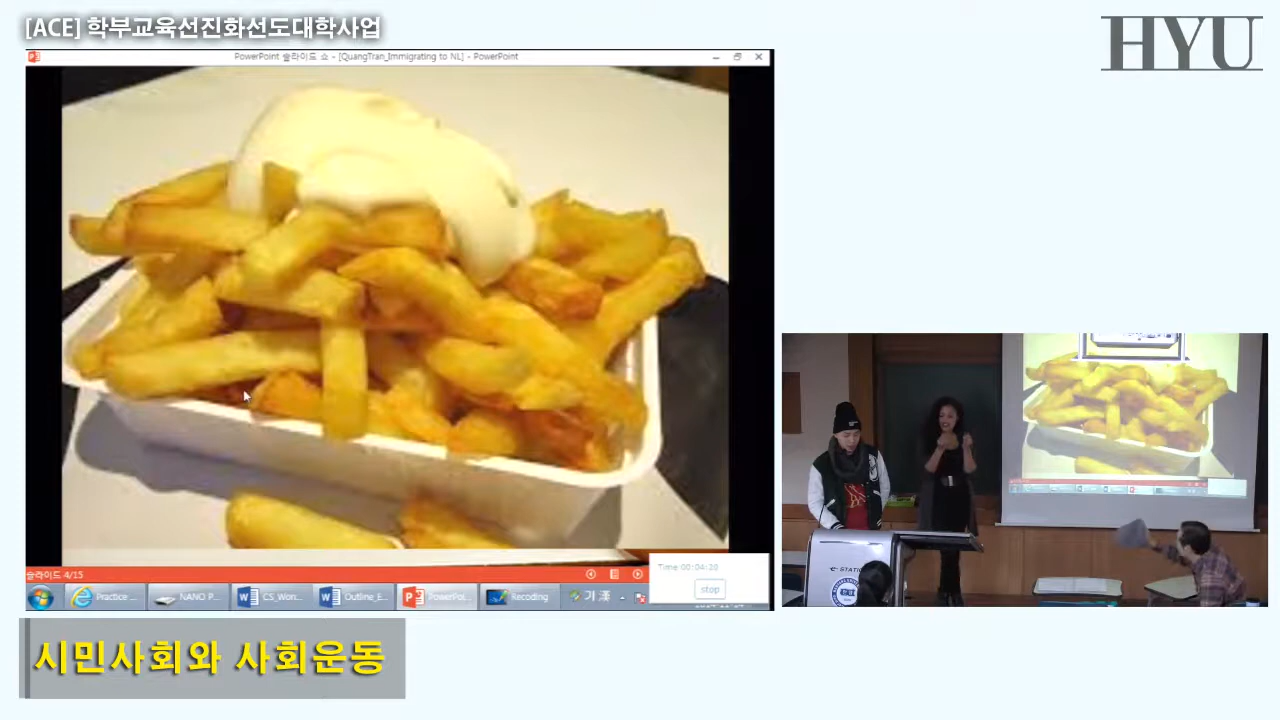 [ACE] 학부교육선진화선도대학사업
HYU
PowerPoint 슬라이드 쇼 - [QuangTran_Immigrating to NL] - PowerPoint
슬라이드 4/15
Time 00:04:20
stop
Practice ...
NANO P...
CS_Won...
Outline_E...
PowerPoi...
Recoding
가 漢
시민사회와 사회운동